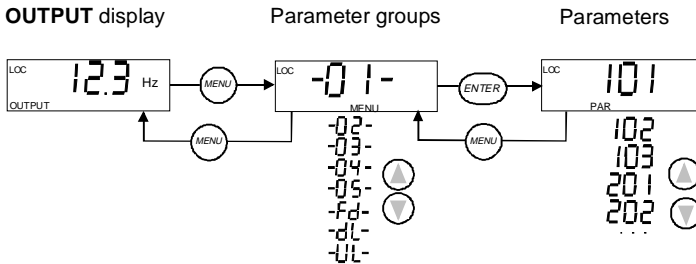 OUTPUT display Parameter groups Parameters
LOC 12.3 Hz OUTPUT
MENU
LOC -01- MENU
ENTER
LOC 101 PAR
MENU
MENU
-02-
-03-
-04-
-05-
-Fd-
-dL-
-UL-
102
103
201
202
. . .